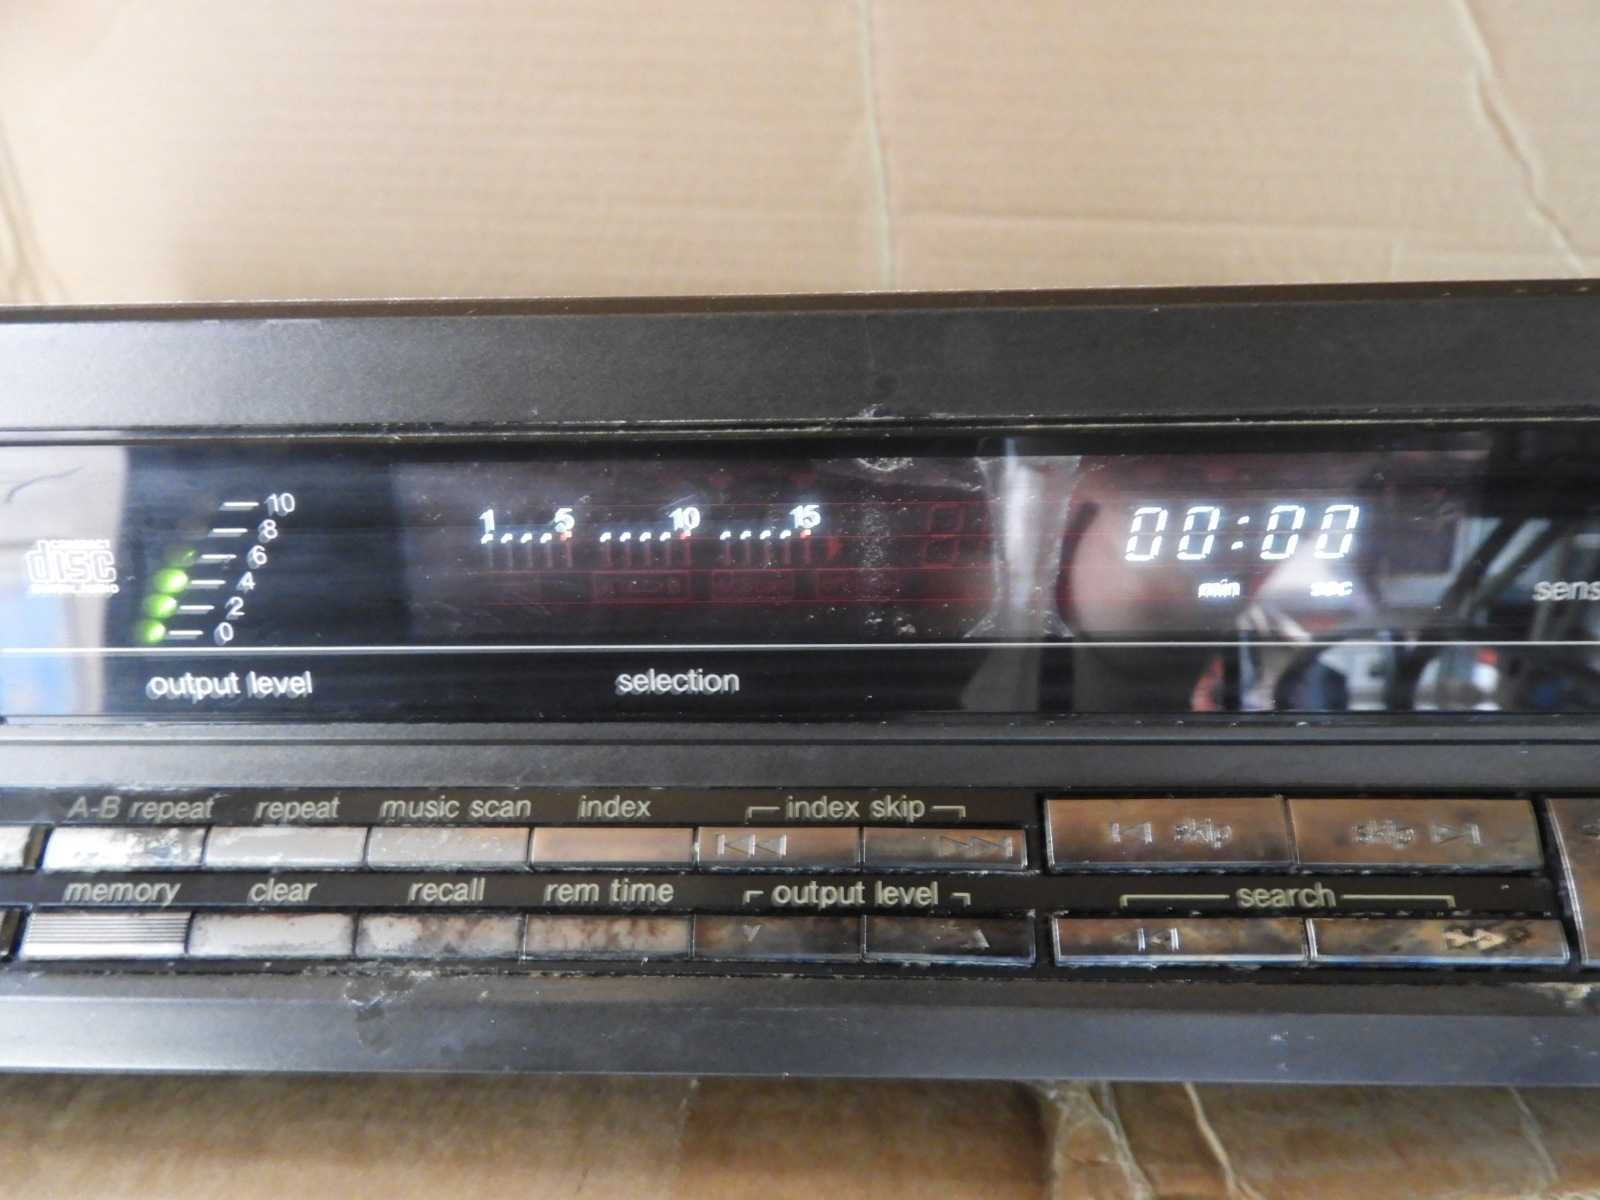 10
8
COMPACT
disc
DIGITAL AUDIO
6
4
2
0
1 5 10 15
00:00
min sec
sens
output level selection
A-B repeat repeat music scan index index skip
skip skip
memory clear recall rem time output level search